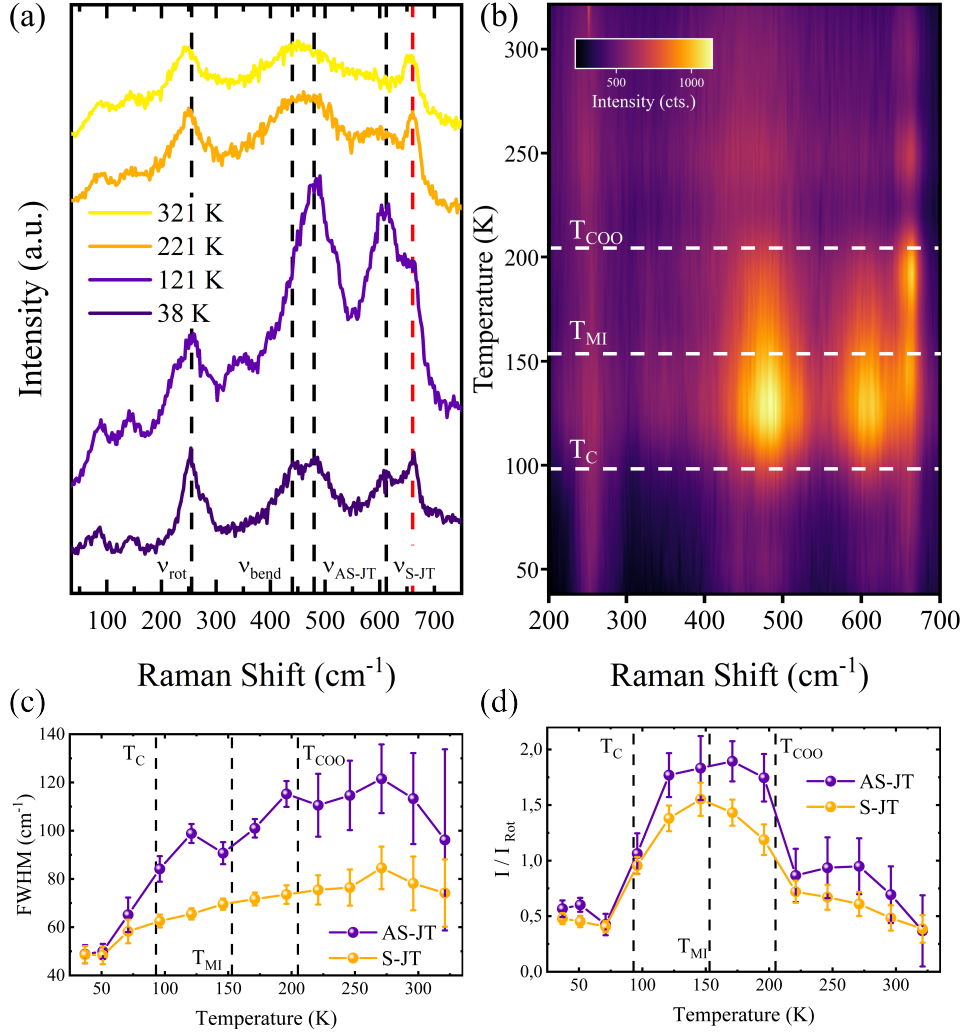 (a)
321 K
221 K
121 K
38 K
ν_rot ν_bend ν_AS-JT ν_S-JT
Intensity (a.u.)
100 200 300 400 500 600 700
Raman Shift (cm⁻¹)
(b)
500 1000
Intensity (cts.)
T_COO
T_MI
T_C
Temperature (K)
300
250
200
150
100
50
200 300 400 500 600 700
Raman Shift (cm⁻¹)
(c)
T_C
T_COO
T_MI
AS-JT
S-JT
FWHM (cm⁻¹)
140
120
100
80
60
40
50 100 150 200 250 300
Temperature (K)
(d)
T_C
T_COO
AS-JT
S-JT
T_MI
I / I_Rot
2,0
1,5
1,0
0,5
0,0
50 100 150 200 250 300
Temperature (K)